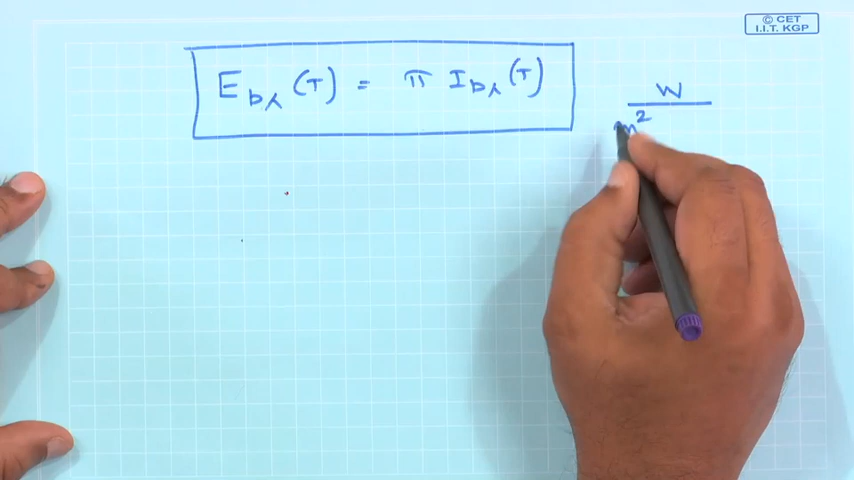 © CET
I.I.T. KGP
E_bλ (T) = π I_bλ (T)
W
m²